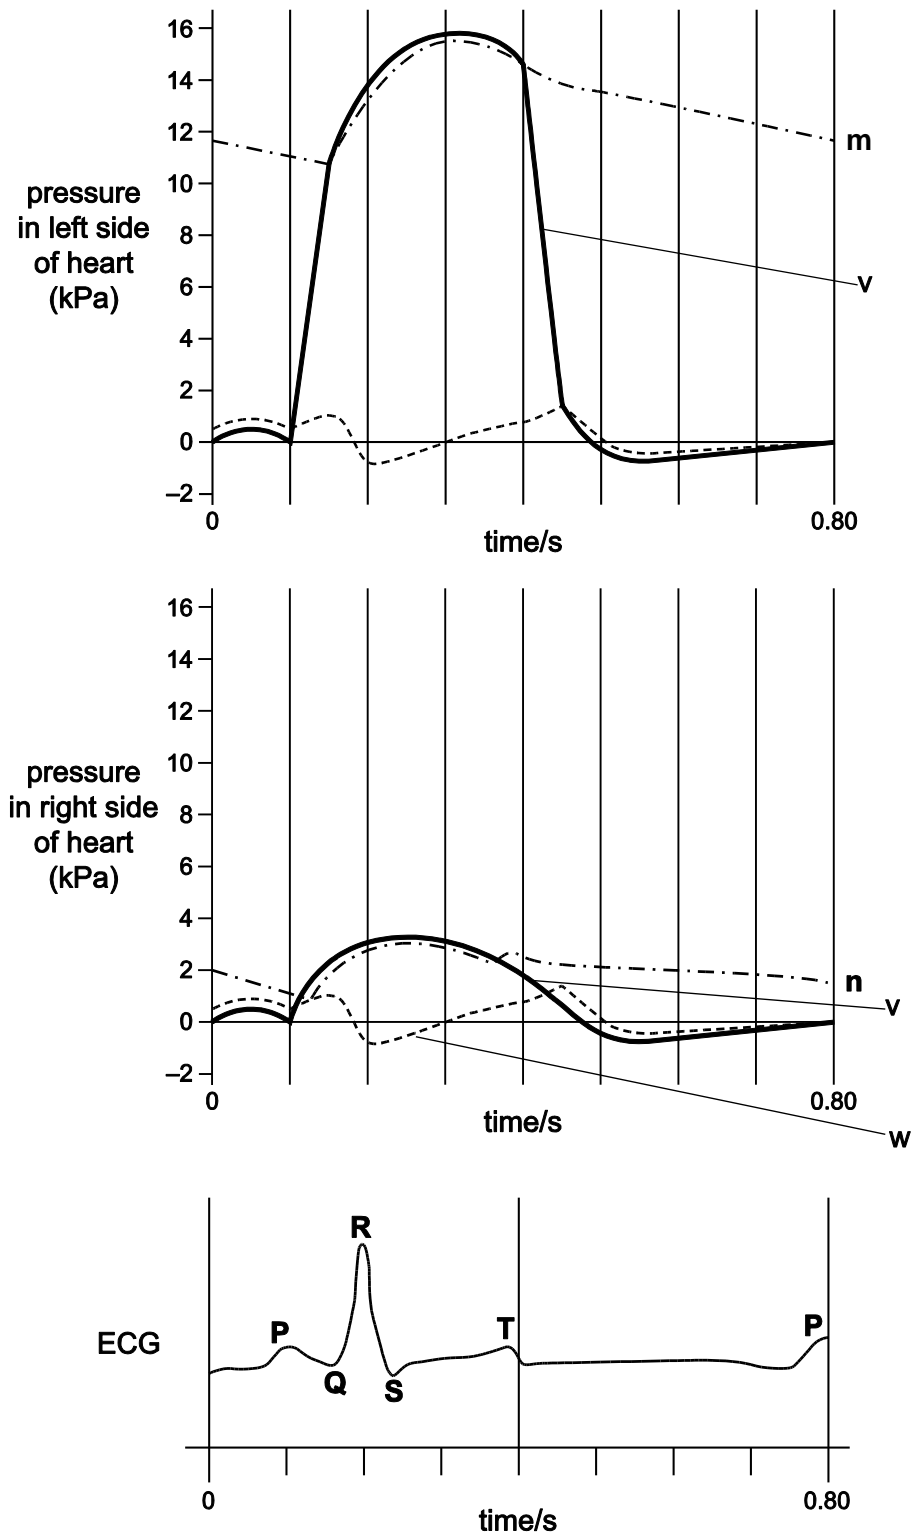 16
14
12
m
pressure
in left side
of heart
(kPa)
10
8
6
v
4
2
0
–2
0
0.80
time/s
16
14
12
10
pressure
in right side
of heart
(kPa)
8
6
4
2
n
v
0
–2
0
0.80
time/s
w
R
P
T
P
ECG
Q
S
0
0.80
time/s